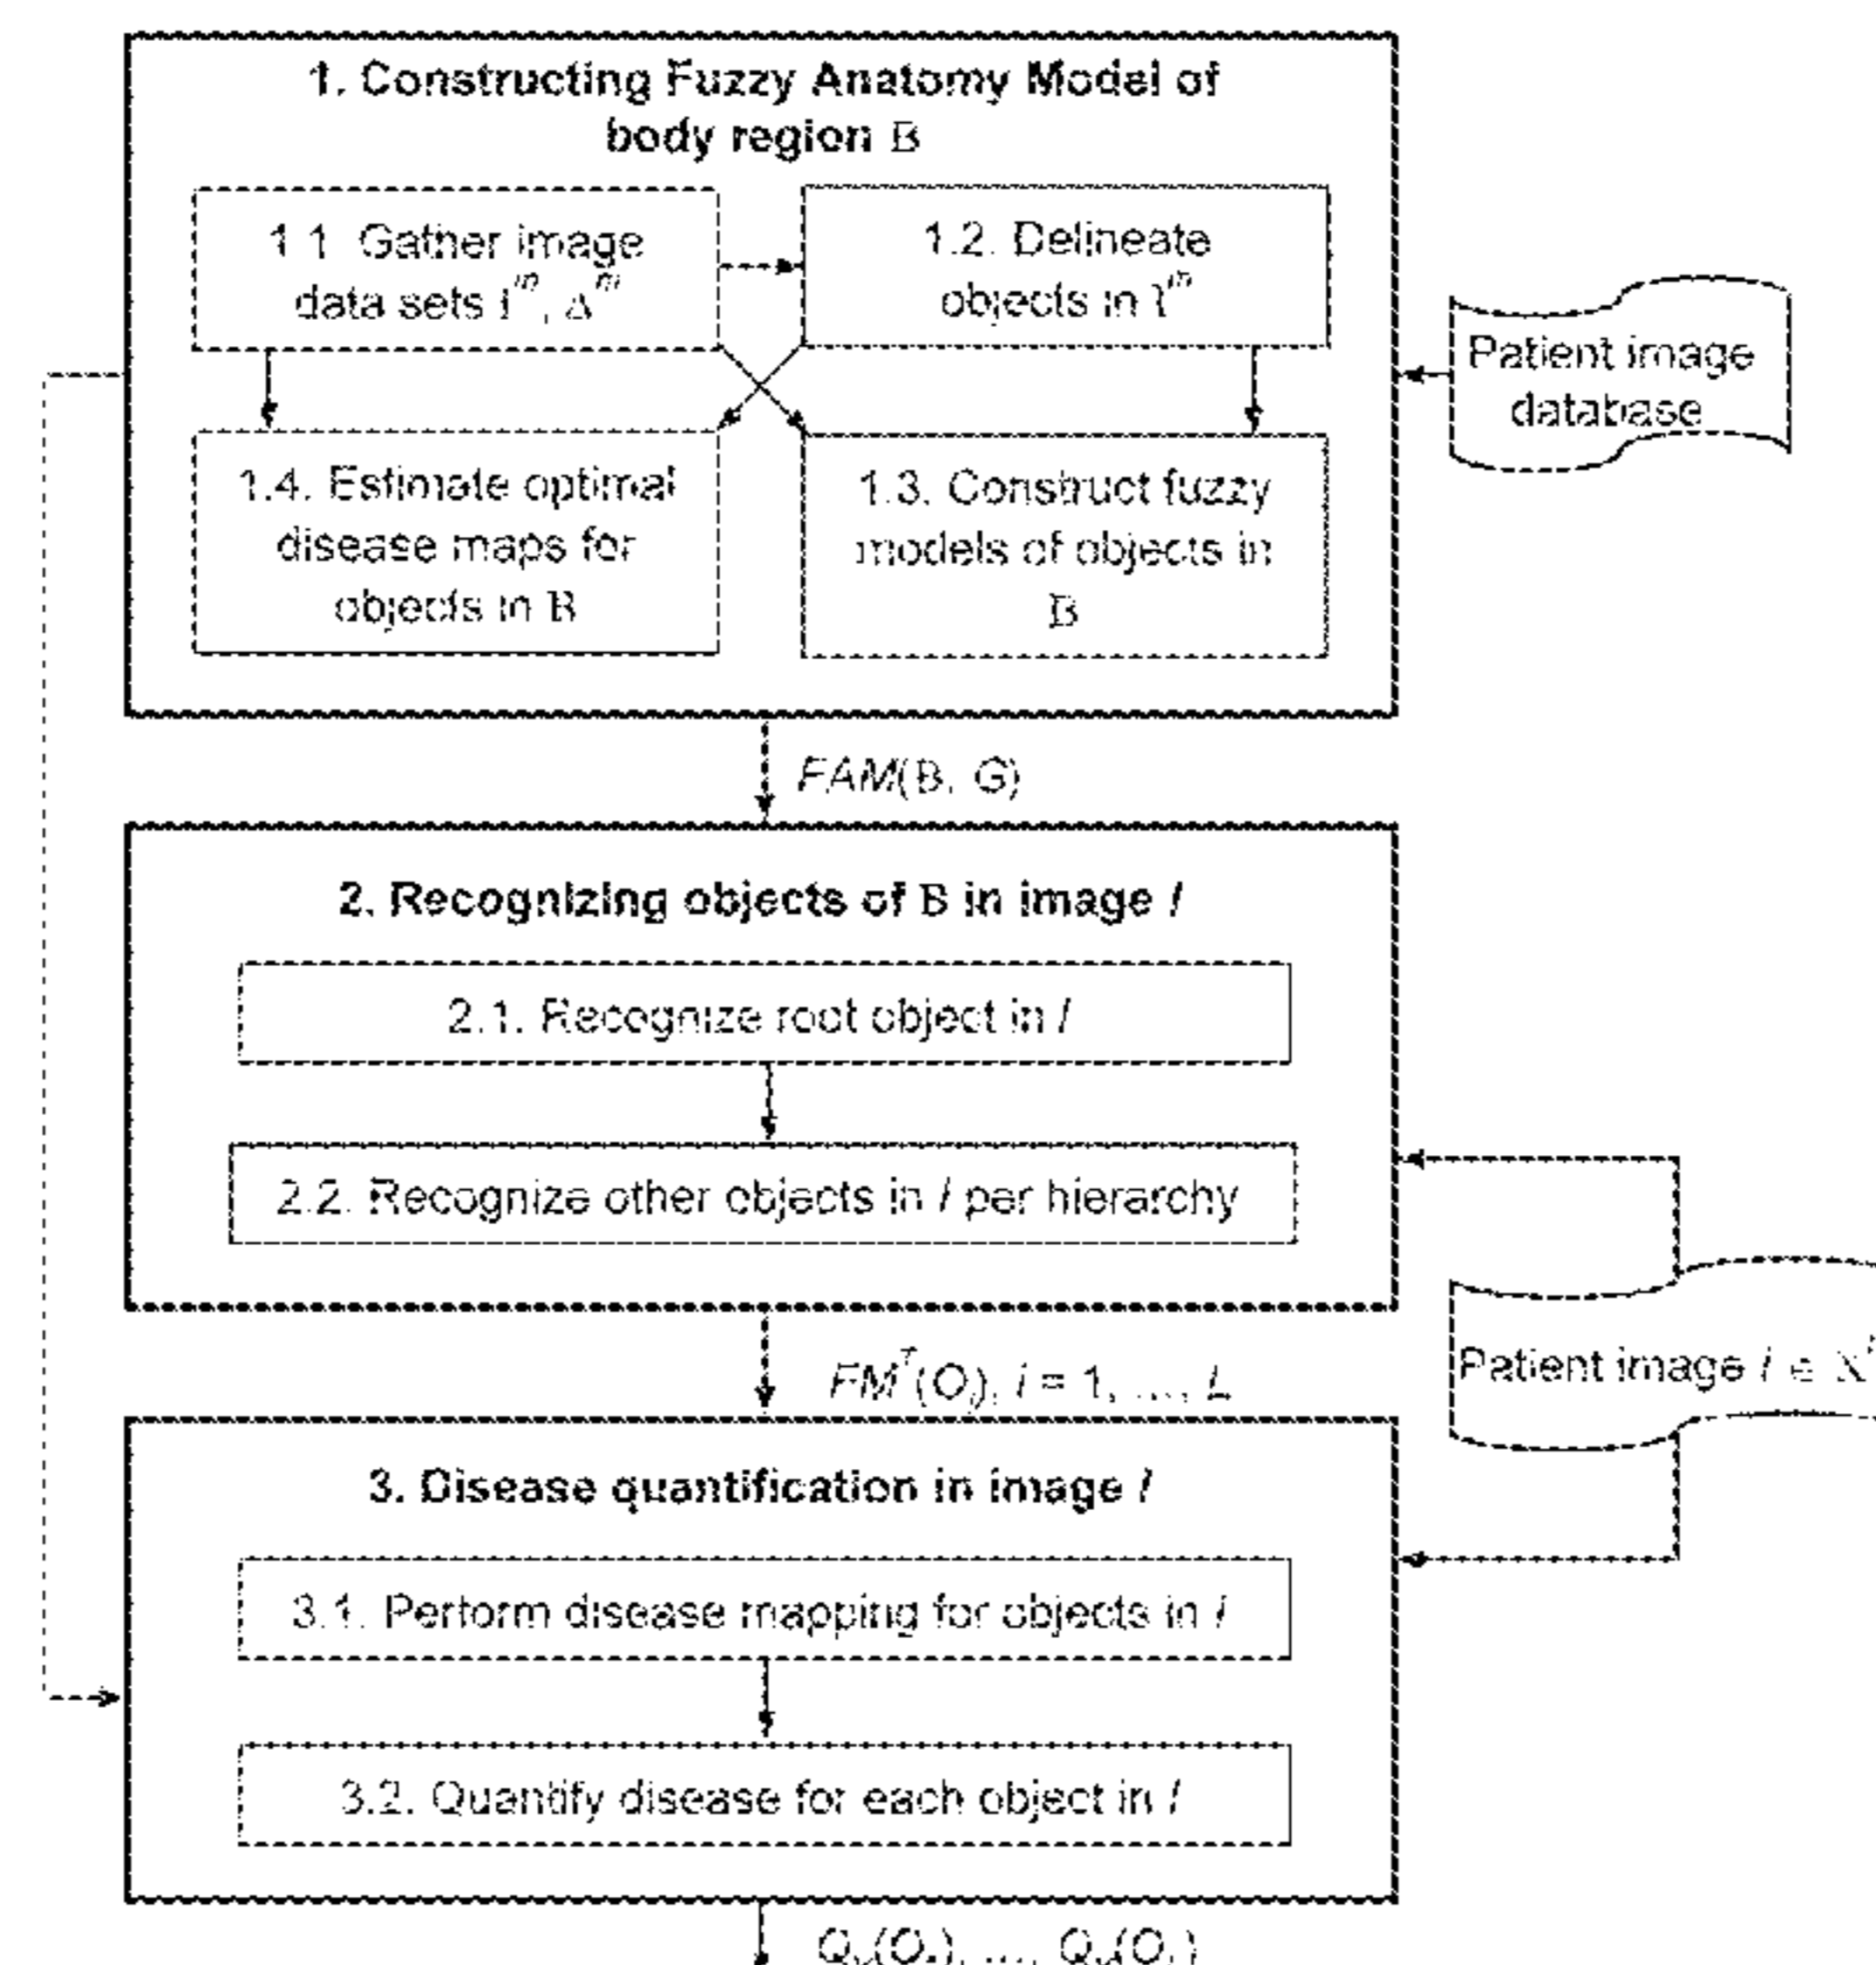 1. Constructing Fuzzy Anatomy Model of
body region B
1.1 Gather image
data sets I^m, Δ^m
1.2. Delineate
objects in I^m
Patient image
database
1.4. Estimate optimal
disease maps for
objects in B
1.3. Construct fuzzy
models of objects in
B
FAM(B, G)
2. Recognizing objects of B in image I
2.1. Recognize root object in I
2.2. Recognize other objects in I per hierarchy
Patient image I ∈
FM^T(O_l), l = 1, ..., L
3. Disease quantification in image I
3.1. Perform disease mapping for objects in I
3.2. Quantify disease for each object in I